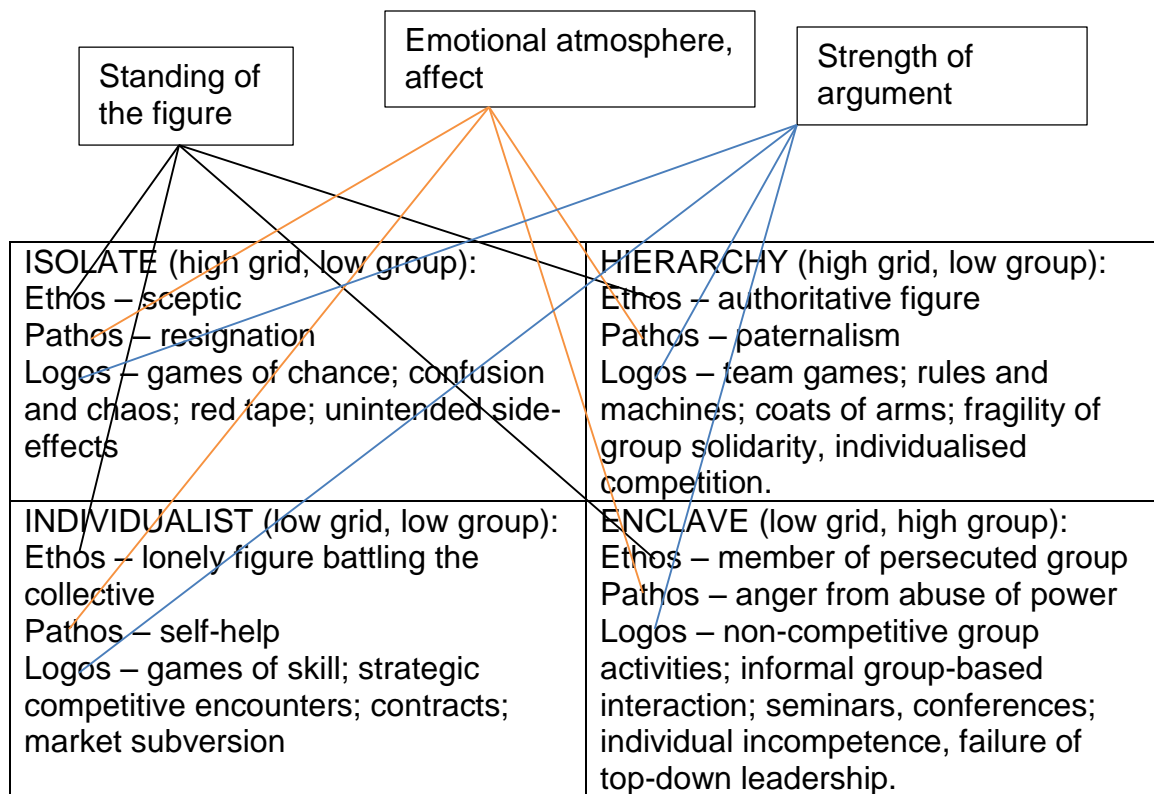 Standing of
the figure
Emotional atmosphere,
affect
Strength of
argument
ISOLATE (high grid, low group):
Ethos – sceptic
Pathos – resignation
Logos – games of chance; confusion
and chaos; red tape; unintended side-
effects
HIERARCHY (high grid, low group):
Ethos – authoritative figure
Pathos – paternalism
Logos – team games; rules and
machines; coats of arms; fragility of
group solidarity, individualised
competition.
INDIVIDUALIST (low grid, low group):
Ethos – lonely figure battling the
collective
Pathos – self-help
Logos – games of skill; strategic
competitive encounters; contracts;
market subversion
ENCLAVE (low grid, high group):
Ethos – member of persecuted group
Pathos – anger from abuse of power
Logos – non-competitive group
activities; informal group-based
interaction; seminars, conferences;
individual incompetence, failure of
top-down leadership.